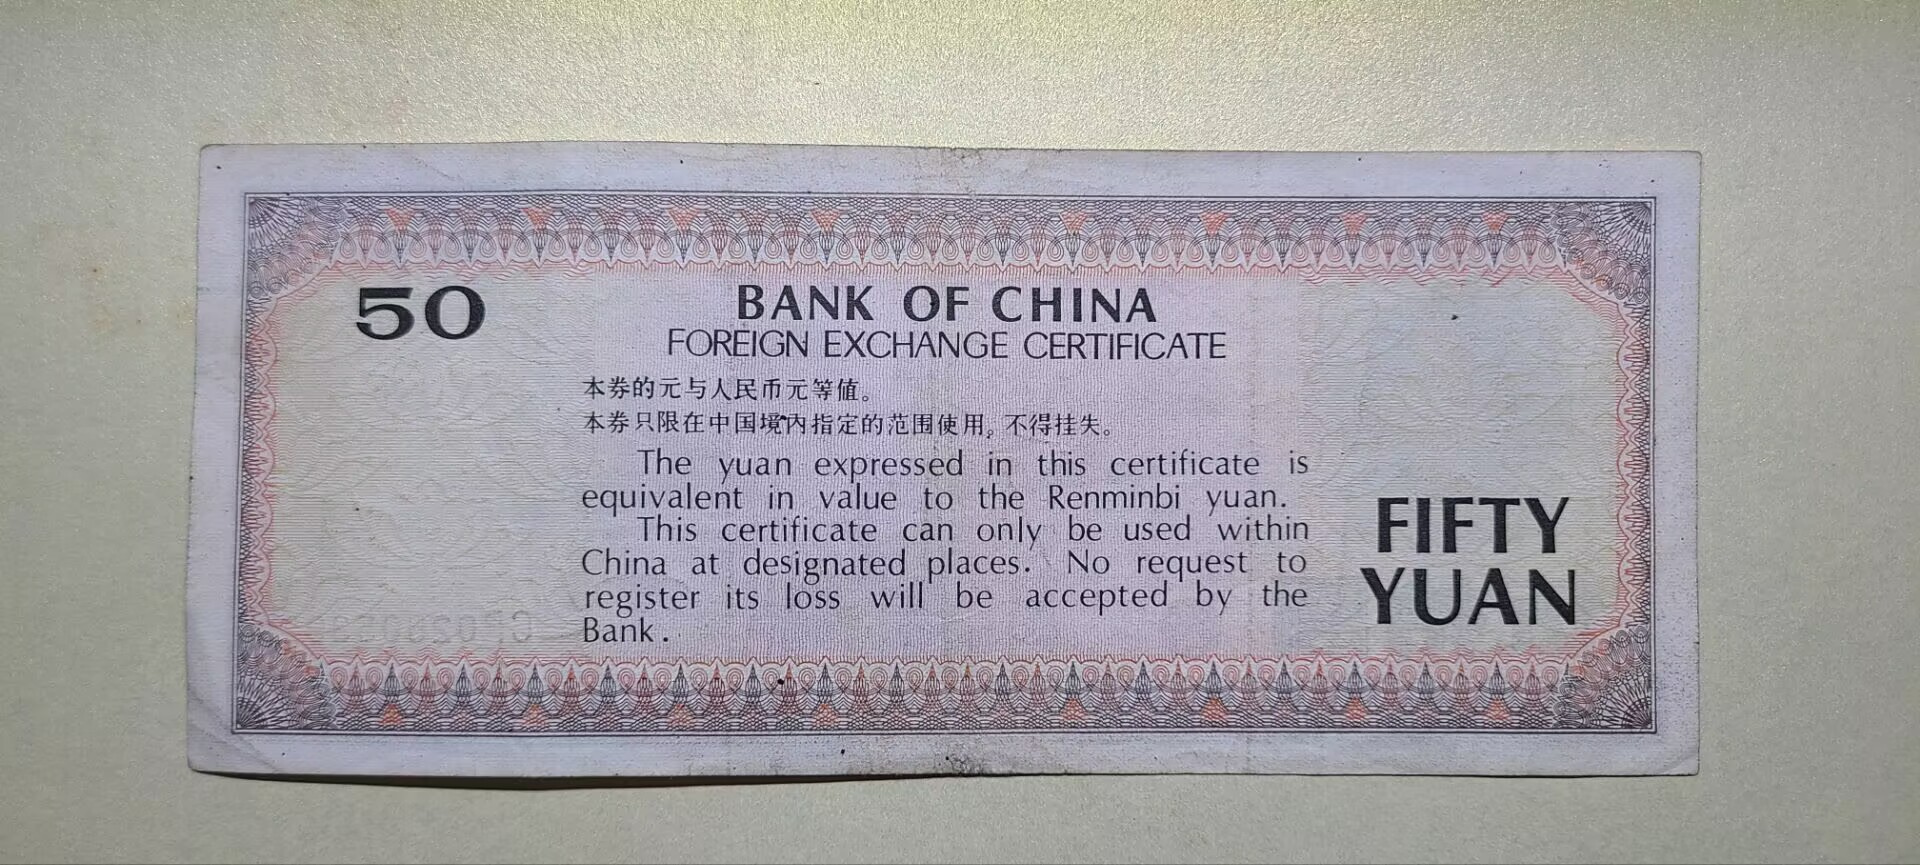 50
BANK OF CHINA
FOREIGN EXCHANGE CERTIFICATE
本券的元与人民币元等值。
本券只限在中国境内指定的范围使用。不得挂失。
The yuan expressed in this certificate is
equivalent in value to the Renminbi yuan.
This certificate can only be used within
China at designated places. No request to
register its loss will be accepted by the
Bank.
FIFTY
YUAN